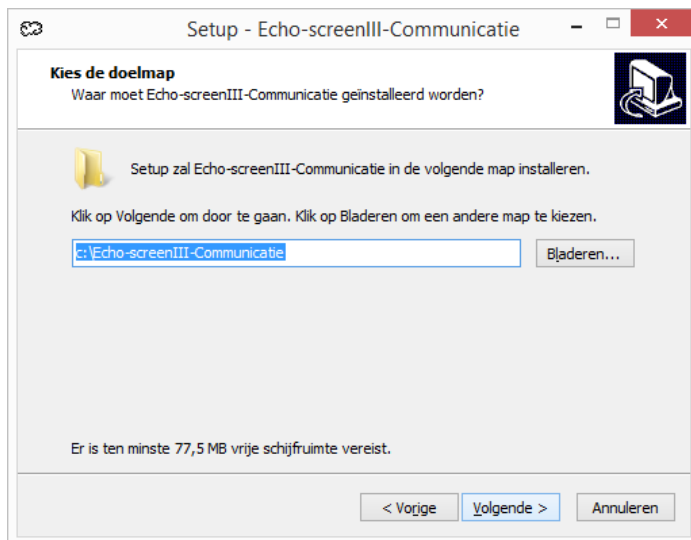 Setup - Echo-screenIII-Communicatie
Kies de doelmap
Waar moet Echo-screenIII-Communicatie geïnstalleerd worden?
Setup zal Echo-screenIII-Communicatie in de volgende map installeren.
Klik op Volgende om door te gaan. Klik op Bladeren om een andere map te kiezen.
c:\Echo-screenIII-Communicatie
Bladeren...
Er is ten minste 77,5 MB vrije schijfruimte vereist.
< Vorige Volgende > Annuleren